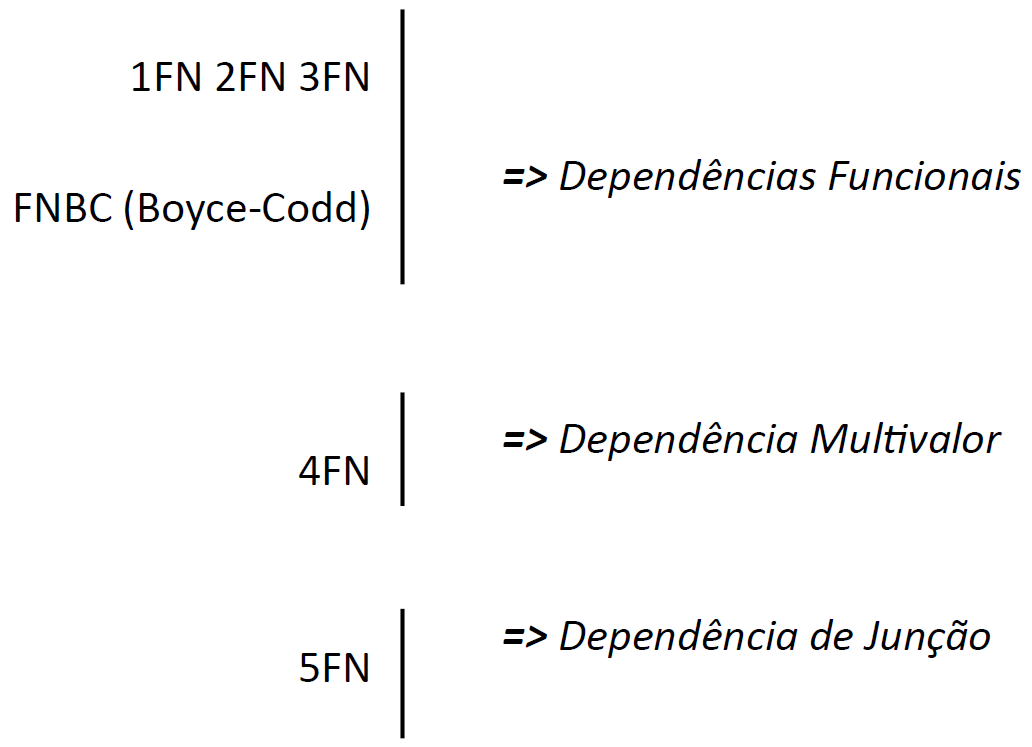 1FN 2FN 3FN
=> Dependências Funcionais
FNBC (Boyce-Codd)
=> Dependência Multivalor
4FN
=> Dependência de Junção
5FN